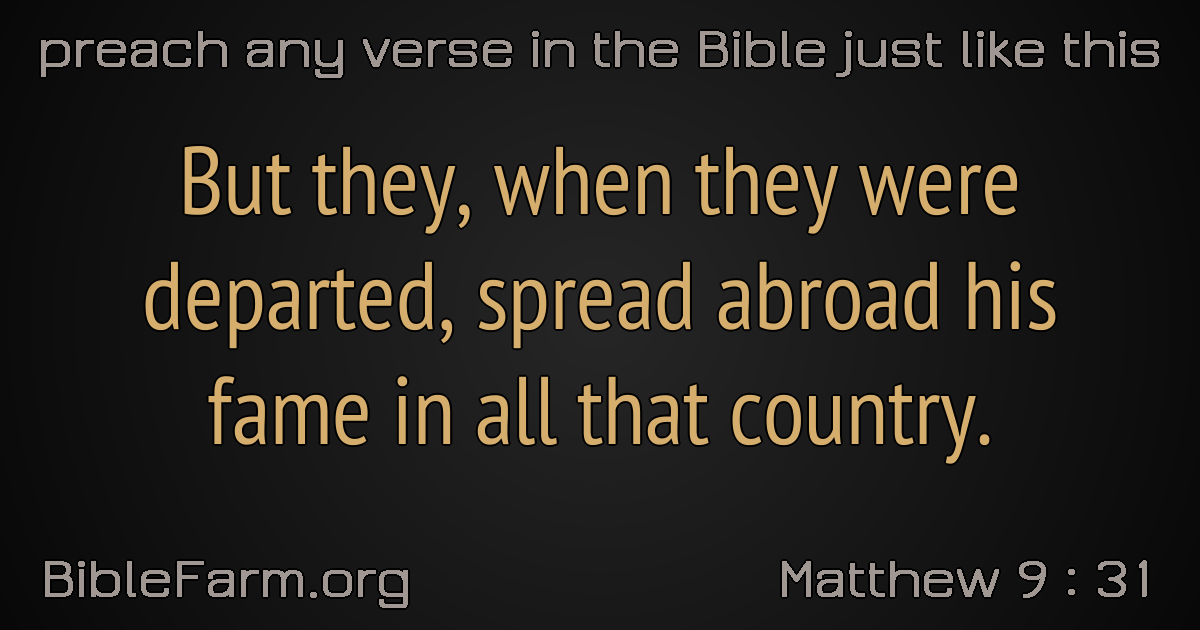 preach any verse in the Bible just like this
But they, when they were
departed, spread abroad his
fame in all that country.
BibleFarm.org
Matthew 9 : 31